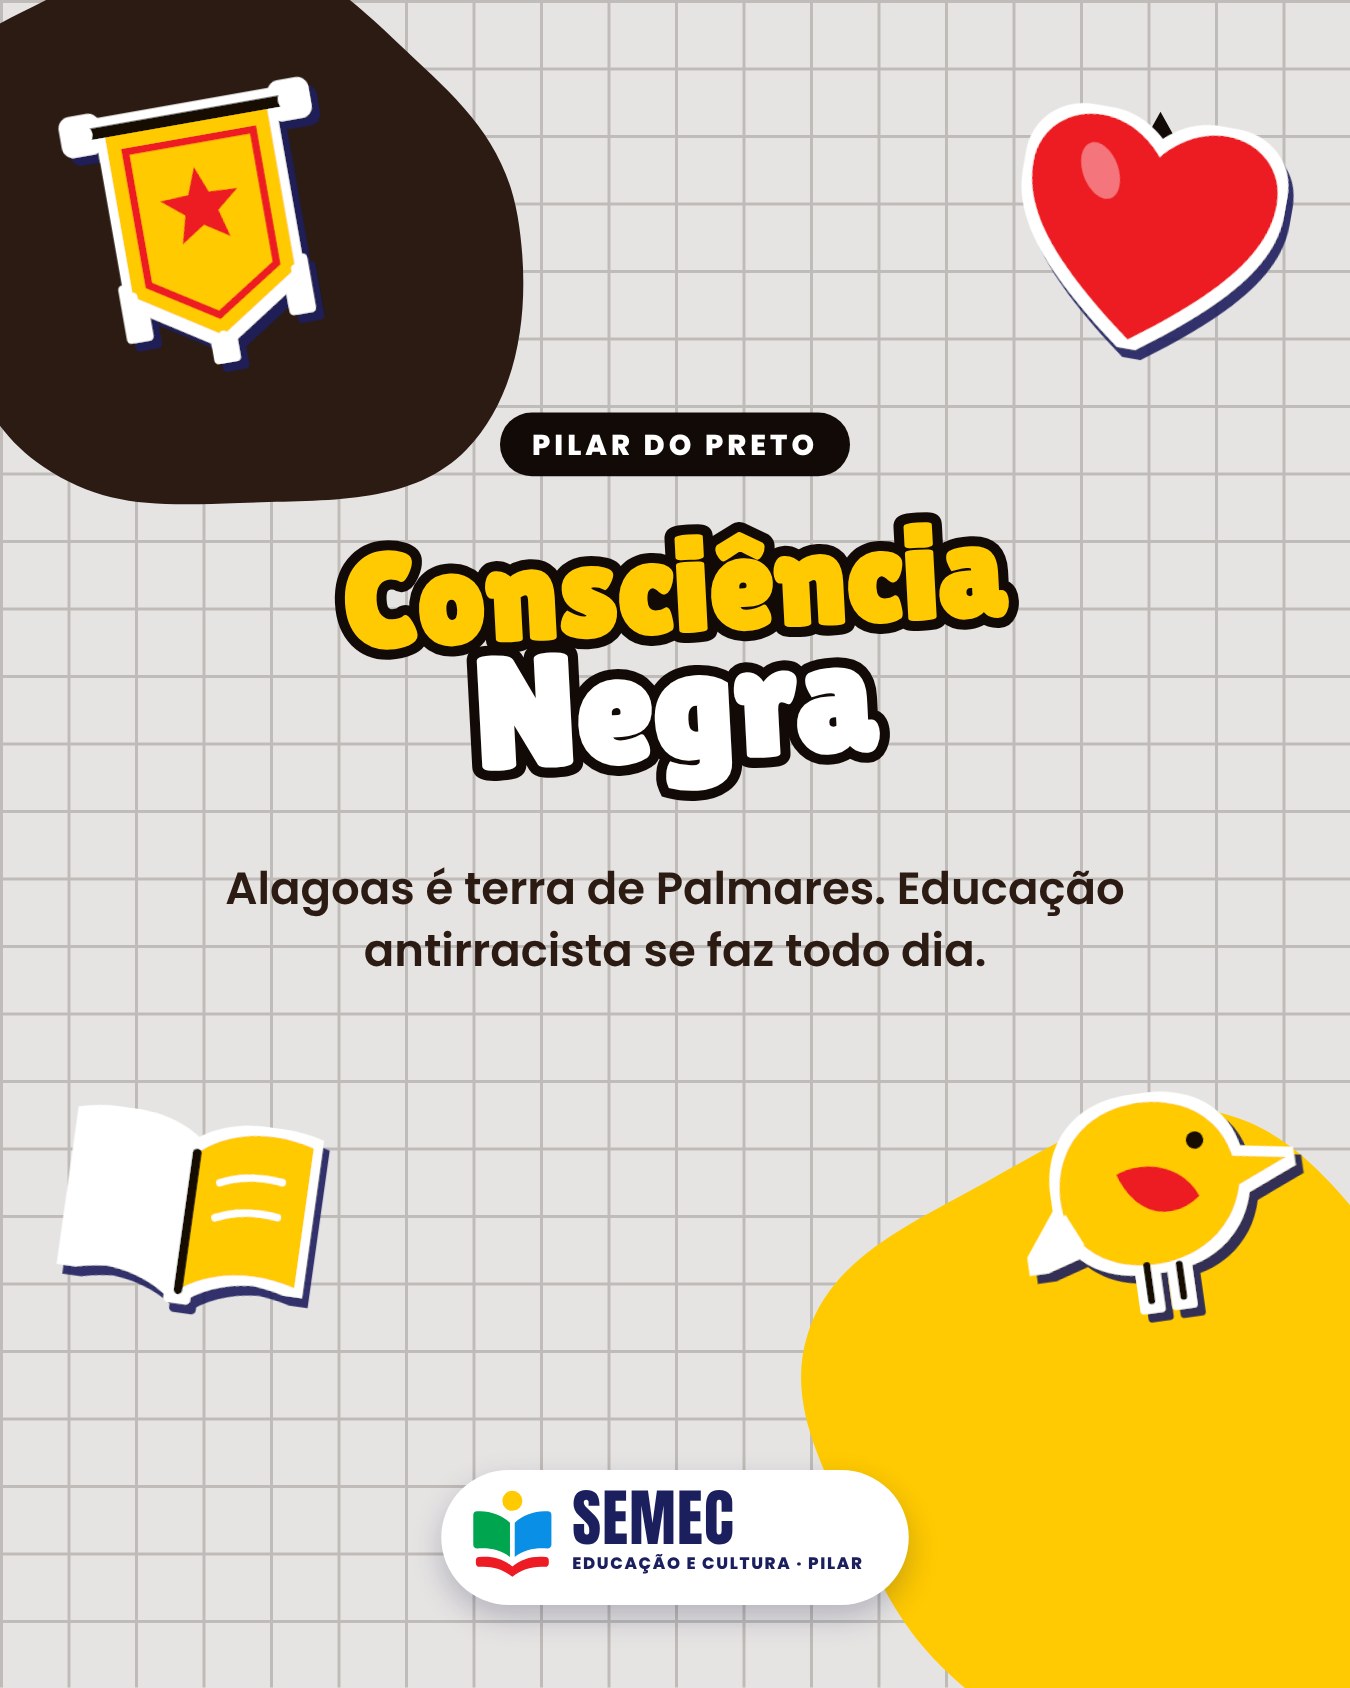 PILAR DO PRETO
Consciência
Negra
Alagoas é terra de Palmares. Educação
antirracista se faz todo dia.
SEMEC
EDUCAÇÃO E CULTURA · PILAR